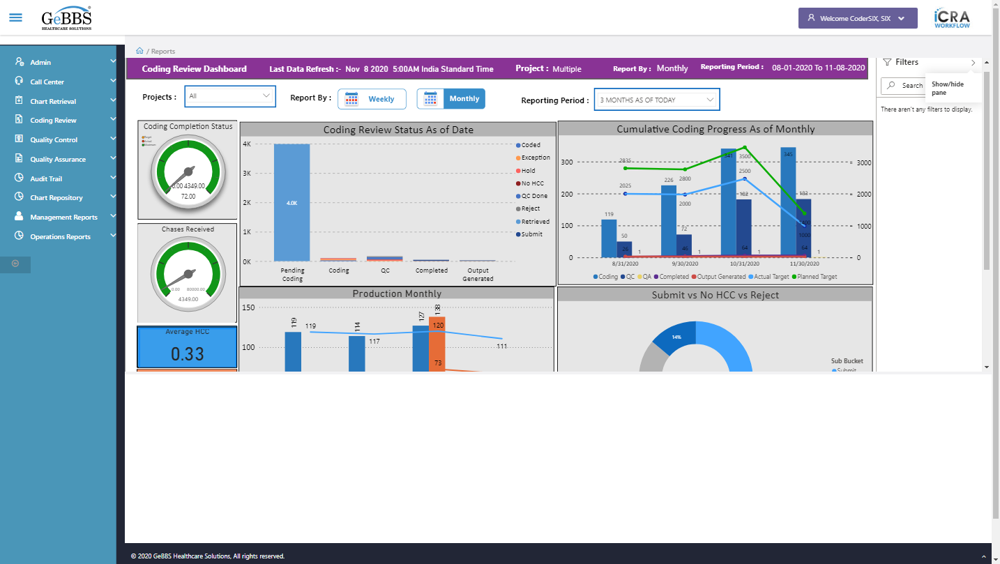 GeBBS
HEALTHCARE SOLUTIONS
Welcome CoderSIX, SIX
iCRA
WORKFLOW
Admin
Call Center
Chart Retrieval
Coding Review
Quality Control
Quality Assurance
Audit Trail
Chart Repository
Management Reports
Operations Reports
/ Reports
Coding Review Dashboard Last Data Refresh :- Nov 8 2020 5:00AM India Standard Time Project : Multiple Report By : Monthly Reporting Period : 08-01-2020 To 11-08-2020
Projects : All Report By : Weekly Monthly Reporting Period : 3 MONTHS AS OF TODAY
Filters
Search
Show/hide
pane
There aren't any filters to display.
Coding Completion Status
0.00 4349.00
72.00
Chases Received
0.00 80000.00
4349.00
Average HCC
0.33
Coding Review Status As of Date
4K
3K
2K
1K
0K
4.0K
Pending
Coding
Coding
QC
Completed
Output
Generated
Coded
Exception
Hold
No HCC
QC Done
Reject
Retrieved
Submit
Cumulative Coding Progress As of Monthly
300
200
100
0
3000
2000
1000
0
2835
2025
119
50
26
1
226
2800
2000
72
46
1
341
3500
2500
182
64
1
345
183
1400
1000
64
1
8/31/2020 9/30/2020 10/31/2020 11/30/2020
Coding QC QA Completed Output Generated Actual Target Planned Target
Production Monthly
150
100
119
119
114
117
127
138
120
73
111
Submit vs No HCC vs Reject
14%
Sub Bucket
Submit
© 2020 GeBBS Healthcare Solutions, All rights reserved.